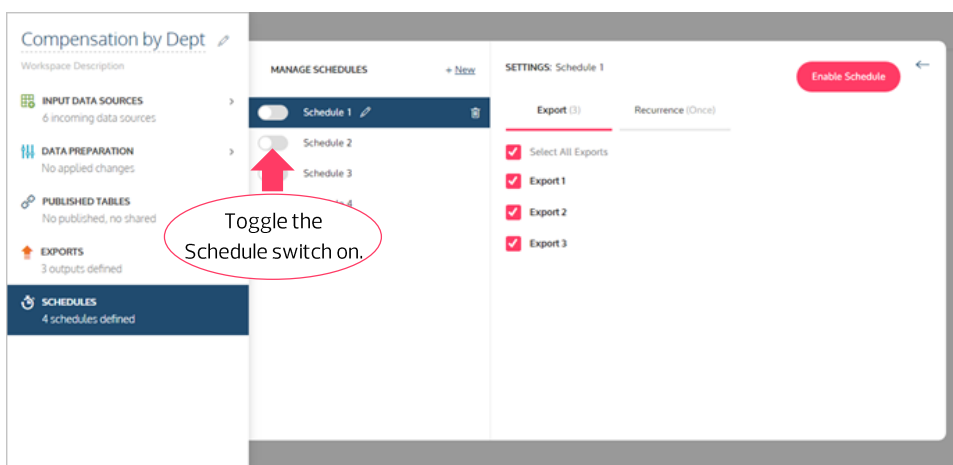 Compensation by Dept
Workspace Description
INPUT DATA SOURCES
6 incoming data sources
DATA PREPARATION
No applied changes
PUBLISHED TABLES
No published, no shared
EXPORTS
3 outputs defined
SCHEDULES
4 schedules defined
MANAGE SCHEDULES
+ New
Schedule 1
Schedule 2
Schedule 3
4
Toggle the
Schedule switch on.
SETTINGS: Schedule 1
Enable Schedule
Export (3)
Recurrence (Once)
Select All Exports
Export 1
Export 2
Export 3